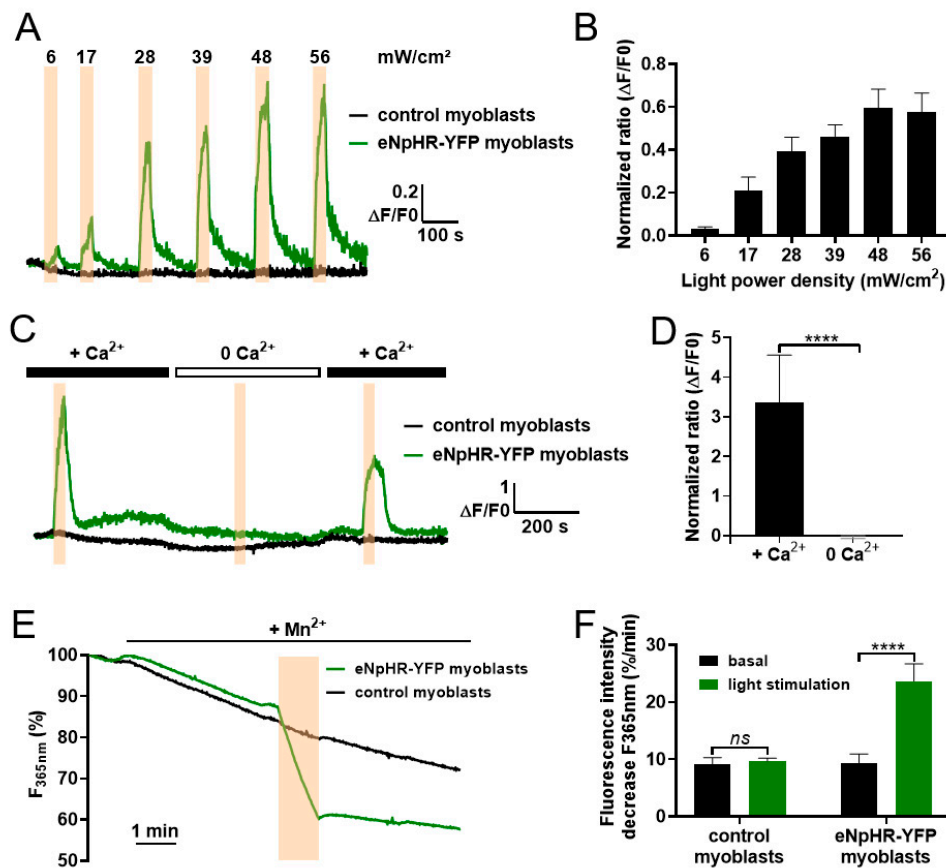 A
6 17 28 39 48 56 mW/cm²
control myoblasts
eNpHR-YFP myoblasts
0.2
ΔF/F0
100 s
B
Normalized ratio (ΔF/F0)
0.8
0.6
0.4
0.2
0.0
6 17 28 39 48 56
Light power density (mW/cm²)
C
+ Ca²⁺ 0 Ca²⁺ + Ca²⁺
control myoblasts
eNpHR-YFP myoblasts
1
ΔF/F0
200 s
D
Normalized ratio (ΔF/F0)
5
4
3
2
1
0
****
+ Ca²⁺ 0 Ca²⁺
E
+ Mn²⁺
F365nm (%)
100
90
80
70
60
50
eNpHR-YFP myoblasts
control myoblasts
1 min
F
Fluorescence intensity
decrease F365nm (%/min)
30
20
10
0
basal
light stimulation
ns
****
control
myoblasts
eNpHR-YFP
myoblasts